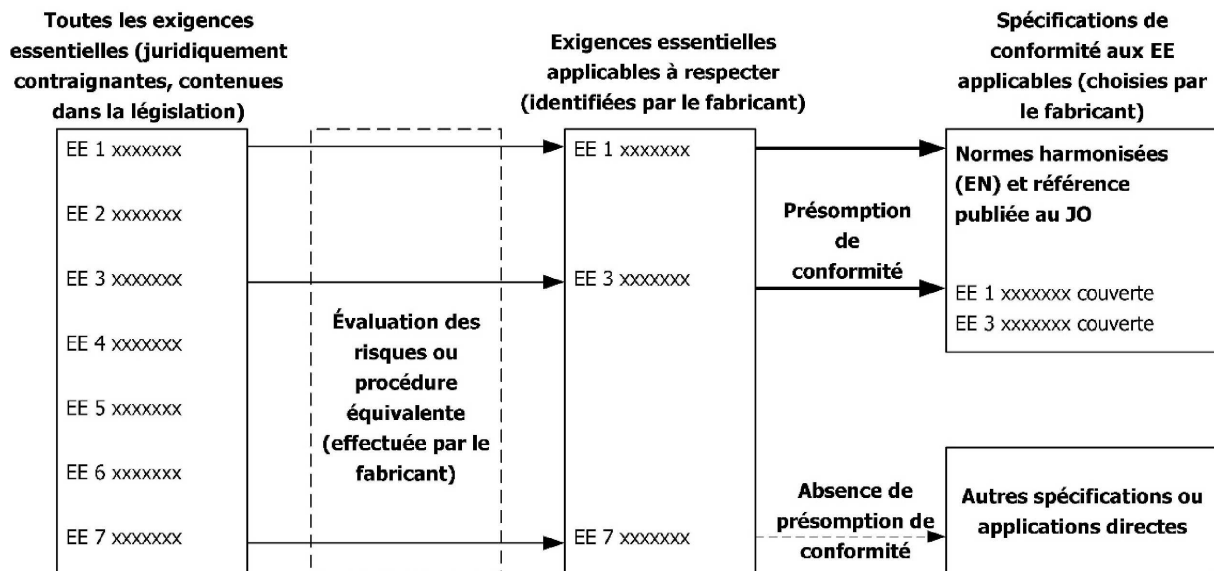 Toutes les exigences
essentielles (juridiquement
contraignantes, contenues
dans la législation)
EE 1 xxxxxxx
EE 2 xxxxxxx
EE 3 xxxxxxx
EE 4 xxxxxxx
EE 5 xxxxxxx
EE 6 xxxxxxx
EE 7 xxxxxxx
Évaluation des
risques ou
procédure
équivalente
(effectuée par le
fabricant)
Exigences essentielles
applicables à respecter
(identifiées par le fabricant)
EE 1 xxxxxxx
EE 3 xxxxxxx
EE 7 xxxxxxx
Présomption
de
conformité
Absence de
présomption de
conformité
Spécifications de
conformité aux EE
applicables (choisies par
le fabricant)
Normes harmonisées
(EN) et référence
publiée au JO
EE 1 xxxxxxx couverte
EE 3 xxxxxxx couverte
Autres spécifications ou
applications directes